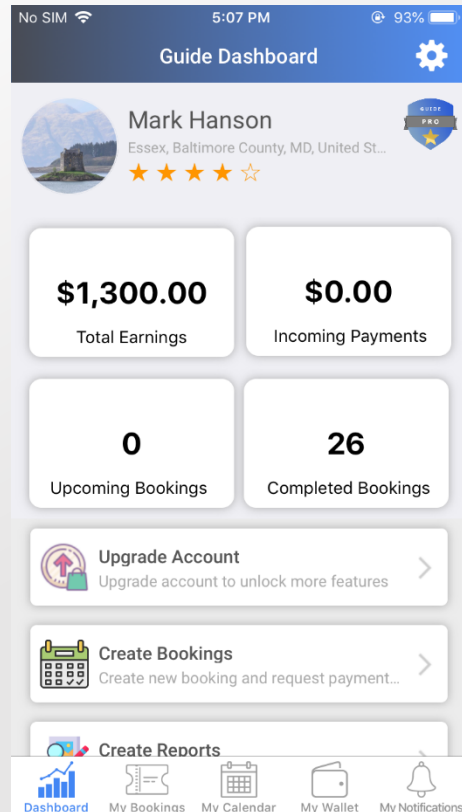 No SIM 5:07 PM 93%
Guide Dashboard
Mark Hanson
GUIDE
PRO
Essex, Baltimore County, MD, United St...
$1,300.00 $0.00
Total Earnings Incoming Payments
0 26
Upcoming Bookings Completed Bookings
Upgrade Account
Upgrade account to unlock more features
Create Bookings
Create new booking and request payment...
Create Reports
Dashboard My Bookings My Calendar My Wallet My Notifications